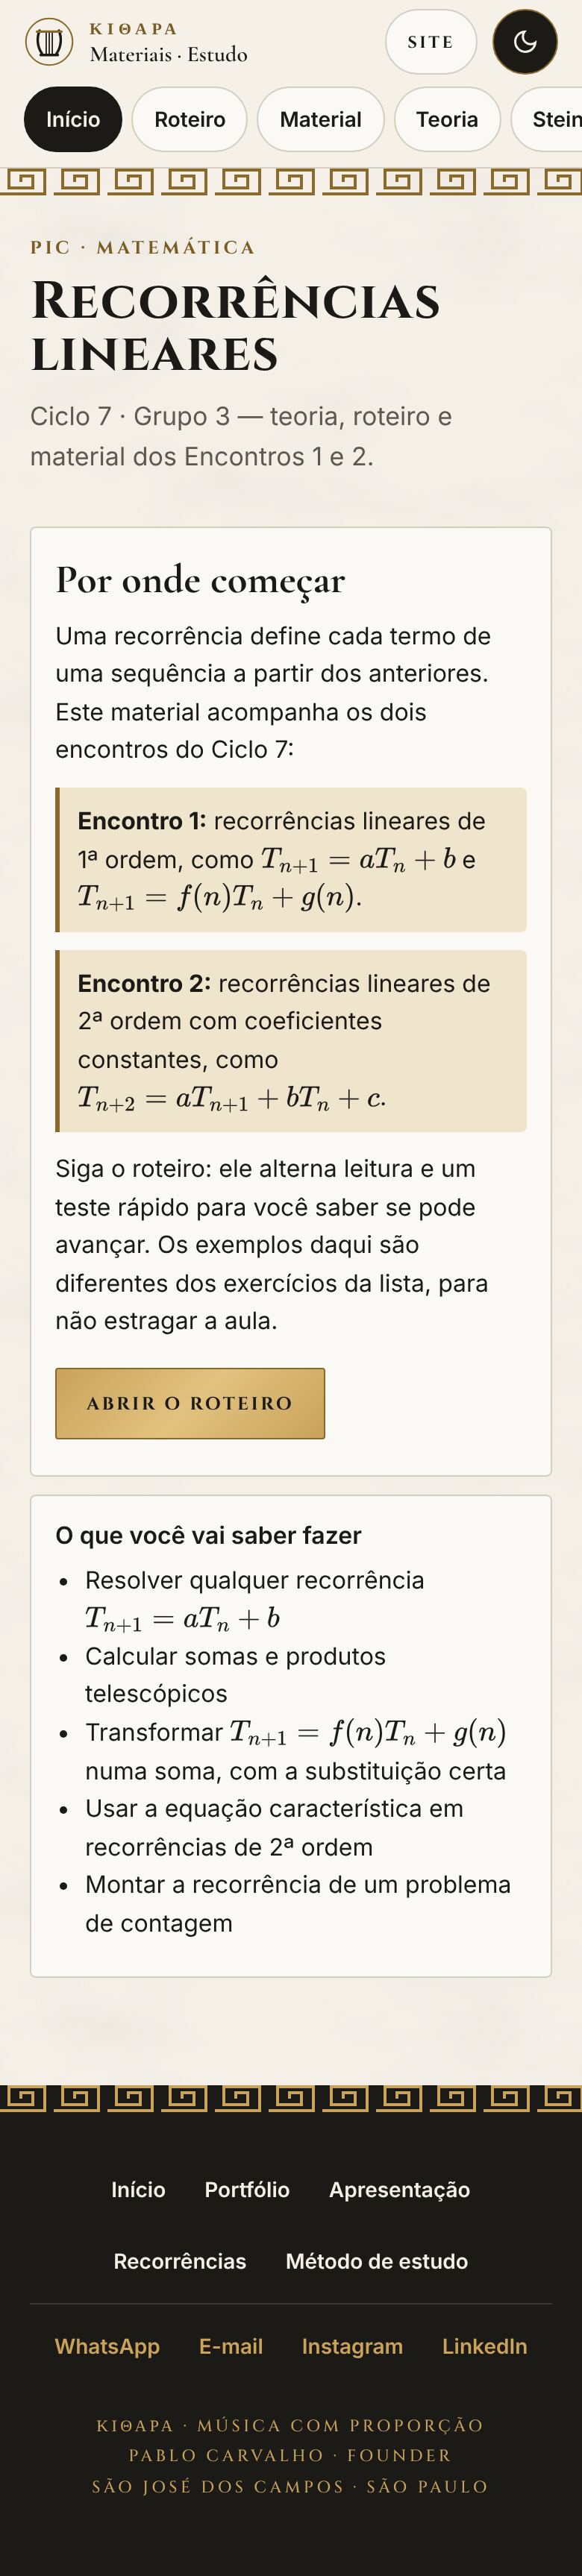 ΚΙΘΑΡΑ
Materiais · Estudo
SITE
Início
Roteiro
Material
Teoria
Stein
PIC · MATEMÁTICA
RECORRÊNCIAS
LINEARES
Ciclo 7 · Grupo 3 — teoria, roteiro e
material dos Encontros 1 e 2.
Por onde começar
Uma recorrência define cada termo de
uma sequência a partir dos anteriores.
Este material acompanha os dois
encontros do Ciclo 7:
Encontro 1: recorrências lineares de
1ª ordem, como $T_{n+1} = aT_n + b$ e
$T_{n+1} = f(n)T_n + g(n)$.
Encontro 2: recorrências lineares de
2ª ordem com coeficientes
constantes, como
$T_{n+2} = aT_{n+1} + bT_n + c$.
Siga o roteiro: ele alterna leitura e um
teste rápido para você saber se pode
avançar. Os exemplos daqui são
diferentes dos exercícios da lista, para
não estragar a aula.
ABRIR O ROTEIRO
O que você vai saber fazer
• Resolver qualquer recorrência
$T_{n+1} = aT_n + b$
• Calcular somas e produtos
telescópicos
• Transformar $T_{n+1} = f(n)T_n + g(n)$
numa soma, com a substituição certa
• Usar a equação característica em
recorrências de 2ª ordem
• Montar a recorrência de um problema
de contagem
Início Portfólio Apresentação
Recorrências Método de estudo
WhatsApp E-mail Instagram LinkedIn
ΚΙΘΑΡΑ · MÚSICA COM PROPORÇÃO
PABLO CARVALHO · FOUNDER
SÃO JOSÉ DOS CAMPOS · SÃO PAULO